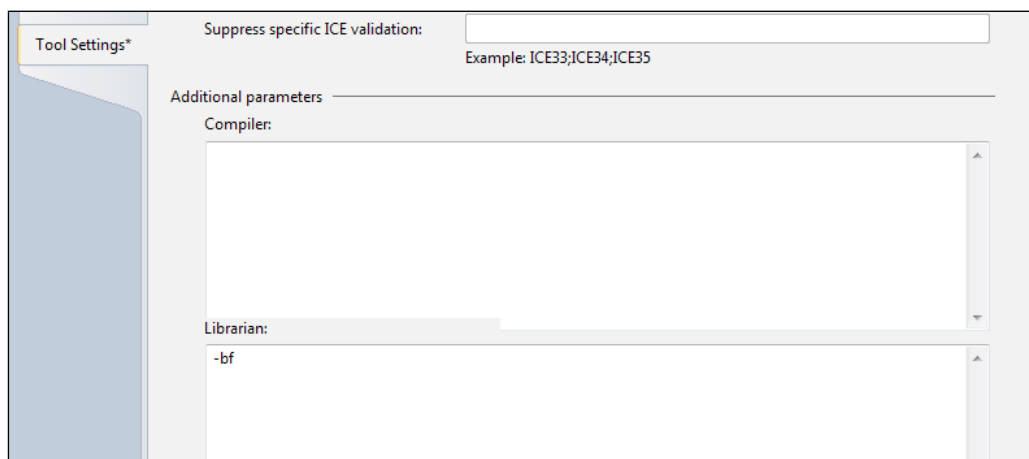 Suppress specific ICE validation:
Tool Settings*
Example: ICE33;ICE34;ICE35
Additional parameters
Compiler:
Librarian:
-bf